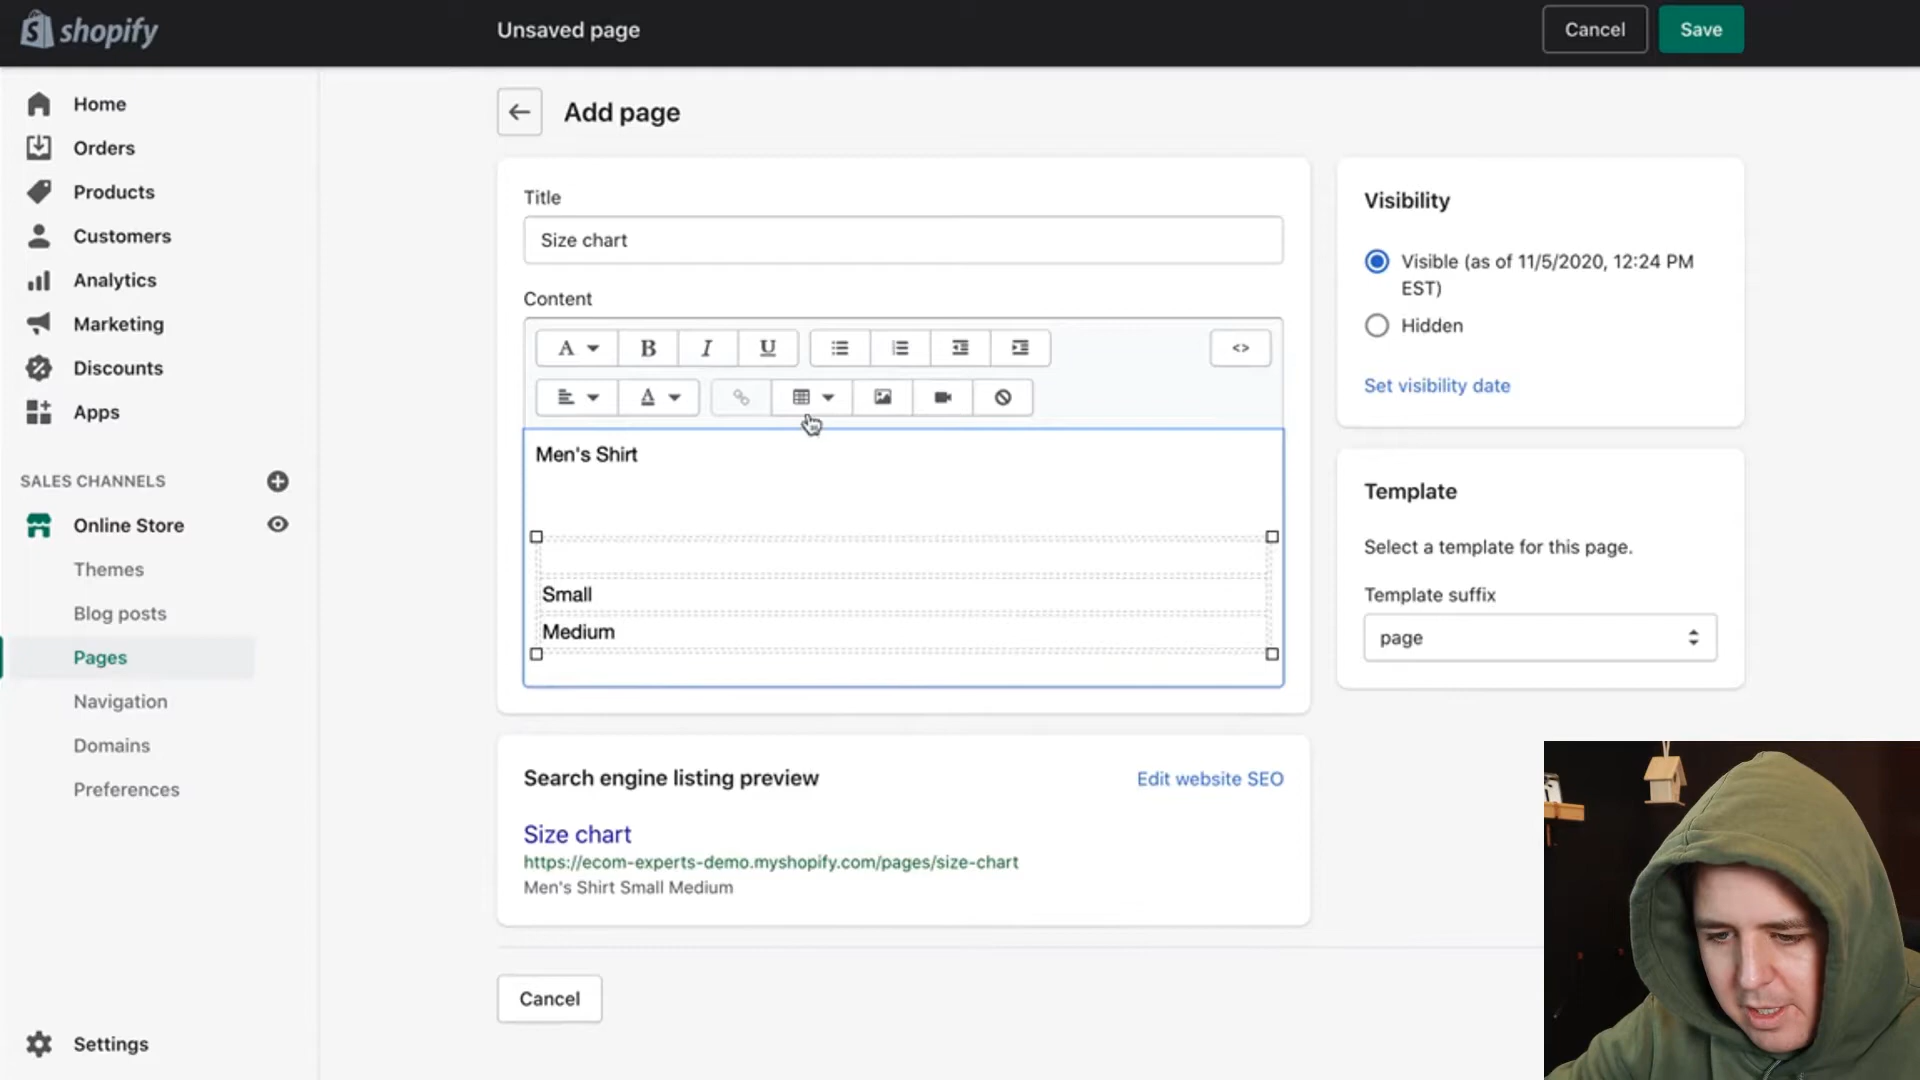 shopify
Unsaved page
Cancel
Save
Home
Orders
Products
Customers
Analytics
Marketing
Discounts
Apps
SALES CHANNELS
Online Store
Themes
Blog posts
Pages
Navigation
Domains
Preferences
Settings
Add page
Title
Size chart
Content
A
B
I
U
<>
A
Men's Shirt
Small
Medium
Search engine listing preview
Edit website SEO
Size chart
https://ecom-experts-demo.myshopify.com/pages/size-chart
Men's Shirt Small Medium
Cancel
Visibility
Visible (as of 11/5/2020, 12:24 PM
EST)
Hidden
Set visibility date
Template
Select a template for this page.
Template suffix
page